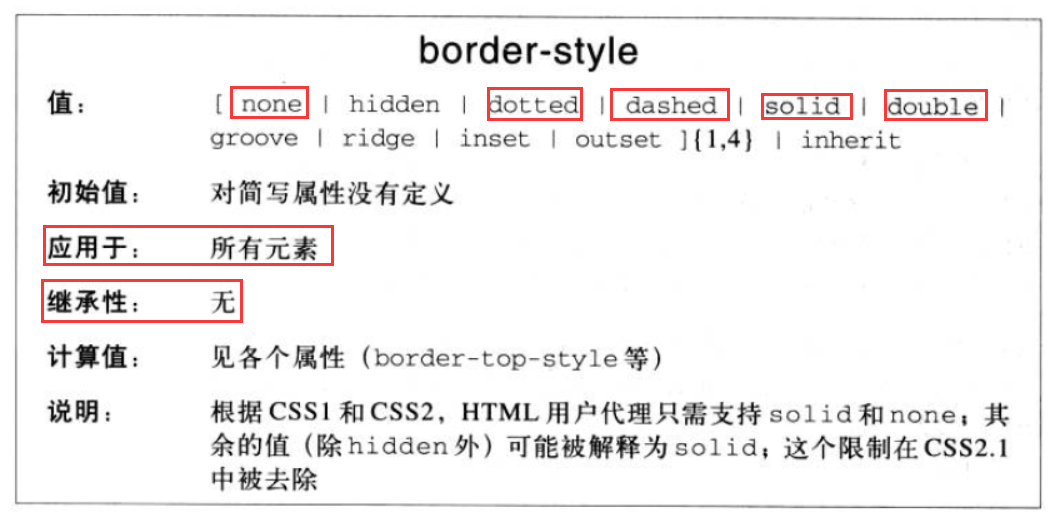 border-style
值： [ none | hidden | dotted | dashed | solid | double |
groove | ridge | inset | outset ]{1,4} | inherit
初始值： 对简写属性没有定义
应用于： 所有元素
继承性： 无
计算值： 见各个属性（border-top-style等）
说明： 根据CSS1和CSS2，HTML用户代理只需支持solid和none；其
余的值（除hidden外）可能被解释为solid；这个限制在CSS2.1
中被去除